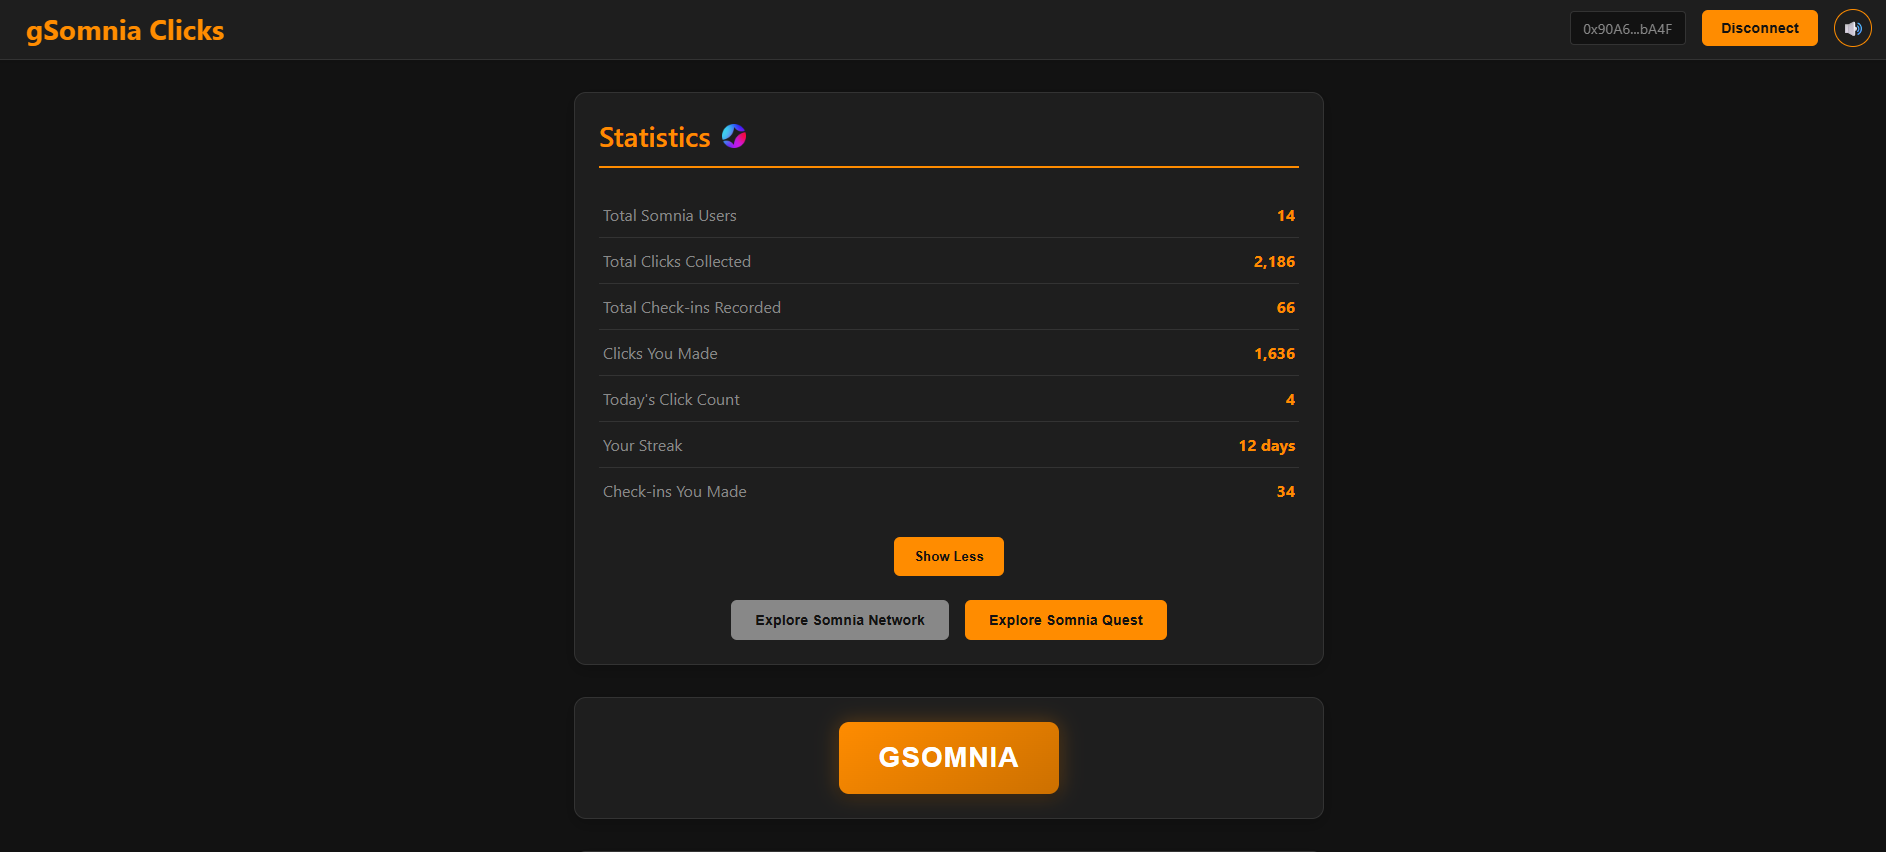 gSomnia Clicks
0x90A6...bA4F
Disconnect
Statistics
Total Somnia Users 14
Total Clicks Collected 2,186
Total Check-ins Recorded 66
Clicks You Made 1,636
Today's Click Count 4
Your Streak 12 days
Check-ins You Made 34
Show Less
Explore Somnia Network
Explore Somnia Quest
GSOMNIA